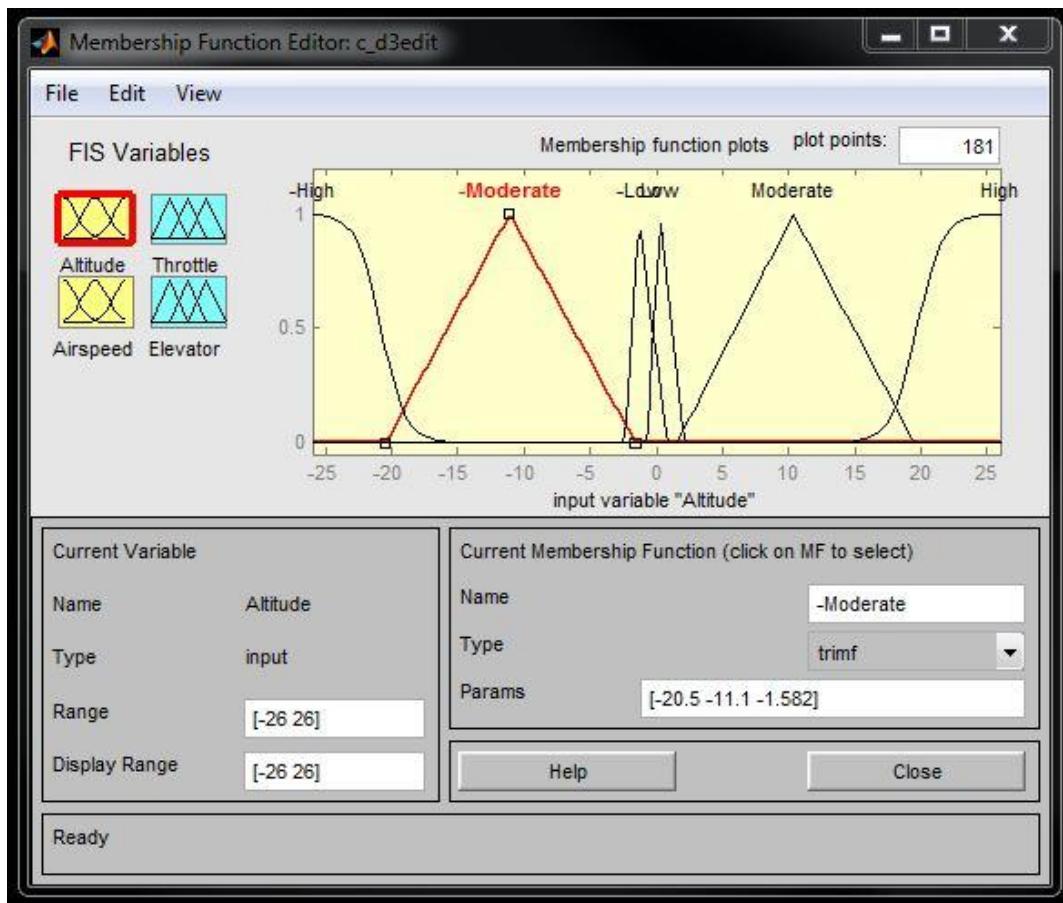 Membership Function Editor: c_d3edit
File Edit View
FIS Variables
Altitude Throttle
Airspeed Elevator
Membership function plots plot points: 181
-High -Moderate -Low Low Moderate High
1
0.5
0
-25 -20 -15 -10 -5 0 5 10 15 20 25
input variable "Altitude"
Current Variable
Name Altitude
Type input
Range [-26 26]
Display Range [-26 26]
Current Membership Function (click on MF to select)
Name -Moderate
Type trimf
Params [-20.5 -11.1 -1.582]
Help Close
Ready